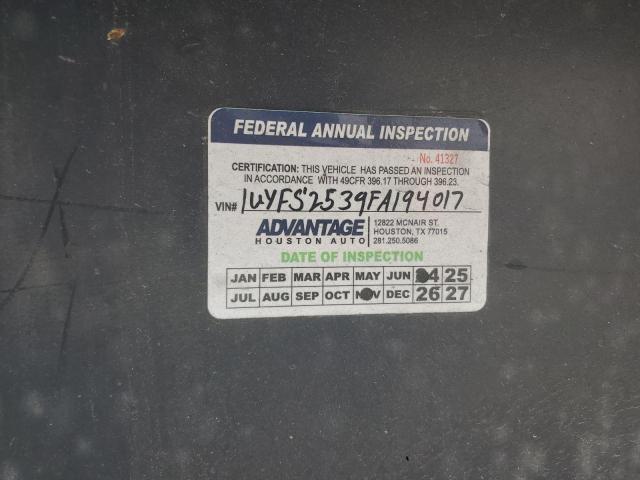 FEDERAL ANNUAL INSPECTION
No. 41327
CERTIFICATION: THIS VEHICLE HAS PASSED AN INSPECTION
IN ACCORDANCE WITH 49CFR 396.17 THROUGH 396.23.
VIN# 1UYFS2539FA194017
ADVANTAGE
HOUSTON AUTO
12822 MCNAIR ST.
HOUSTON, TX 77015
281.250.5086
DATE OF INSPECTION
JAN FEB MAR APR MAY JUN 24 25
JUL AUG SEP OCT NOV DEC 26 27